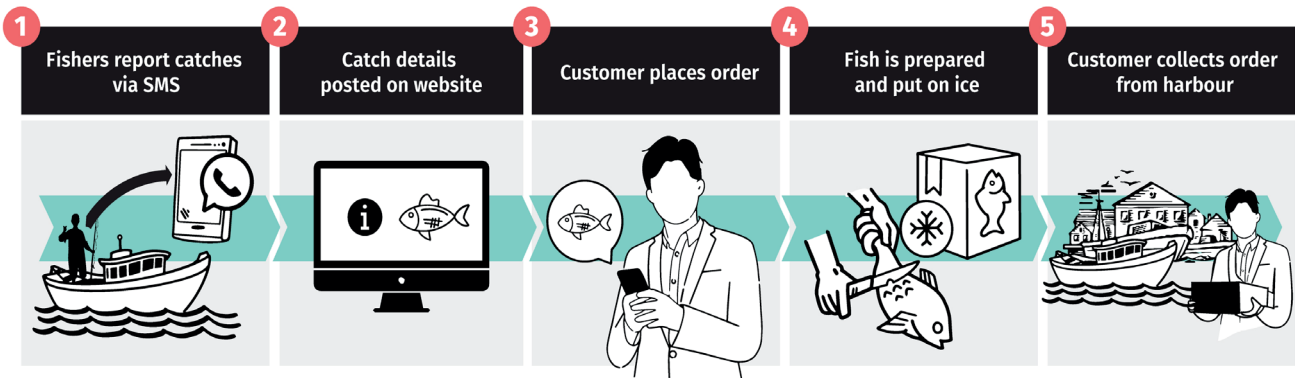 1
Fishers report catches
via SMS
2
Catch details
posted on website
3
Customer places order
4
Fish is prepared
and put on ice
5
Customer collects order
from harbour
i